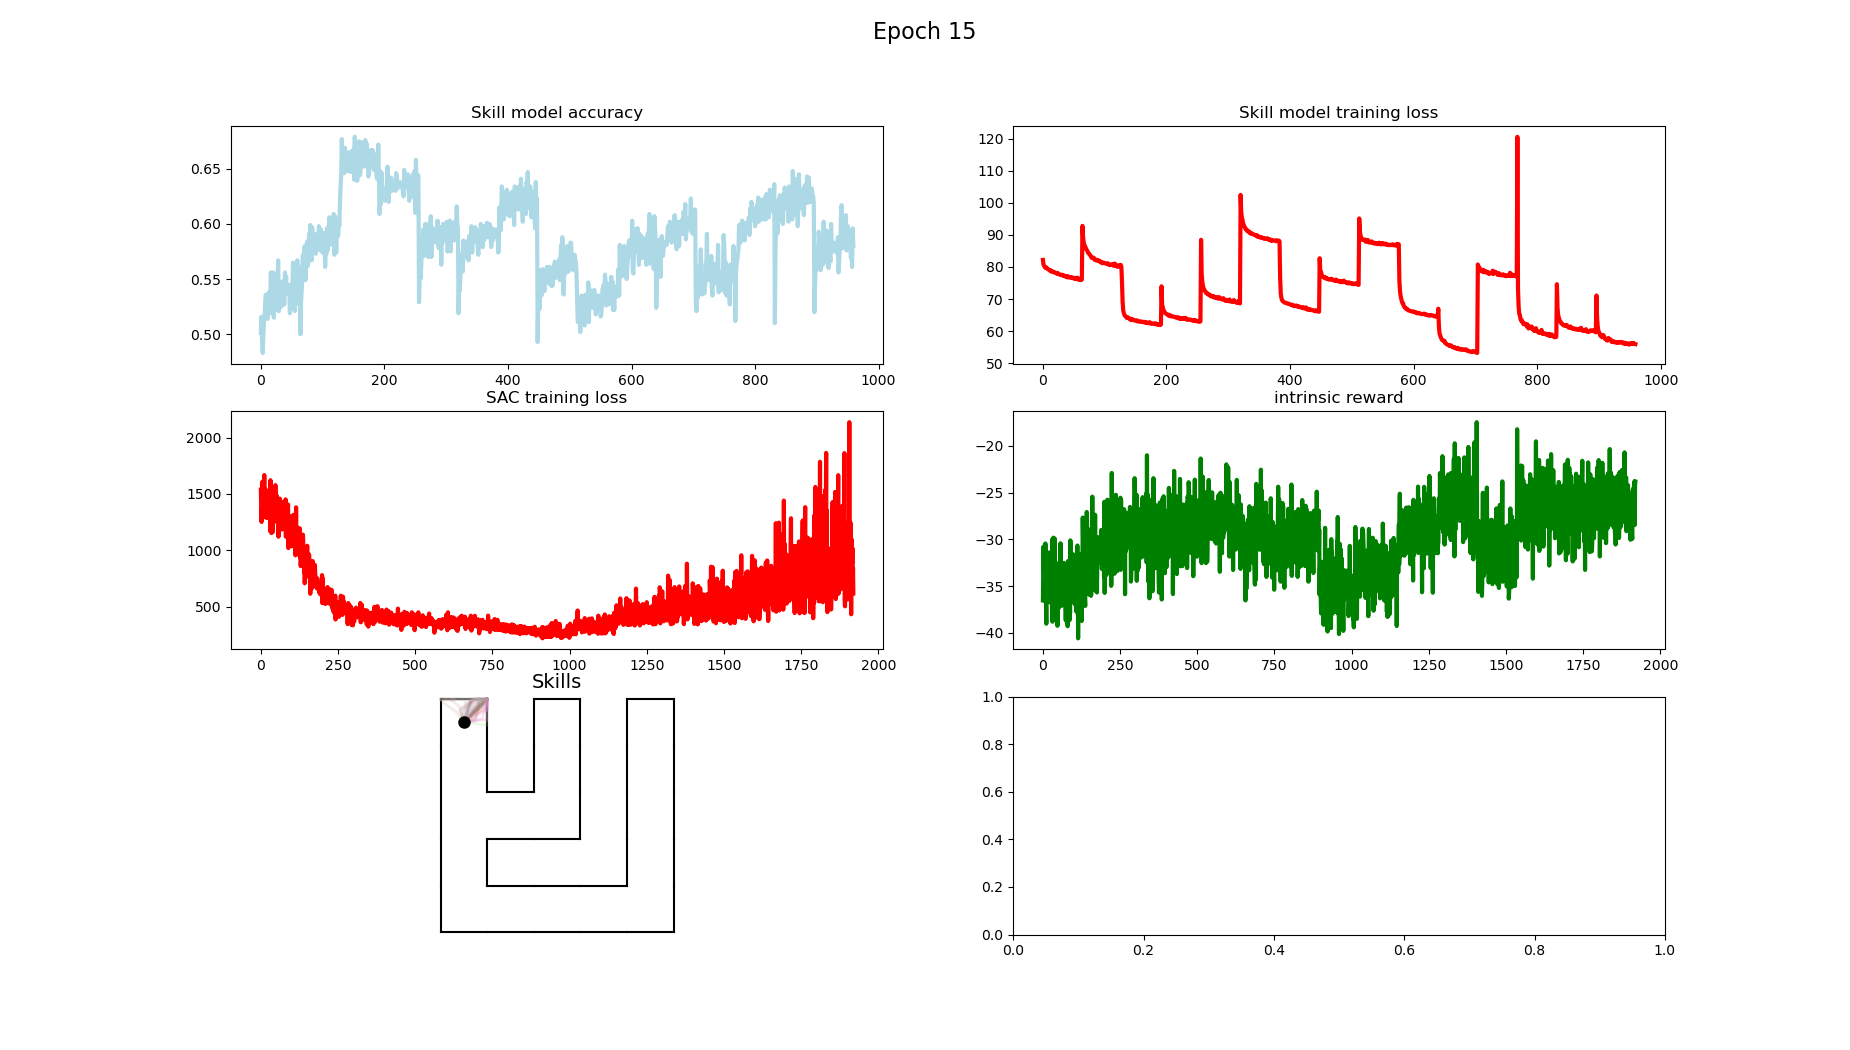 Epoch 15
Skill model accuracy
0.65
0.60
0.55
0.50
0 200 400 600 800 1000
Skill model training loss
120
110
100
90
80
70
60
50
0 200 400 600 800 1000
SAC training loss
2000
1500
1000
500
0 250 500 750 1000 1250 1500 1750 2000
intrinsic reward
−20
−25
−30
−35
−40
0 250 500 750 1000 1250 1500 1750 2000
Skills
1.0
0.8
0.6
0.4
0.2
0.0
0.0 0.2 0.4 0.6 0.8 1.0